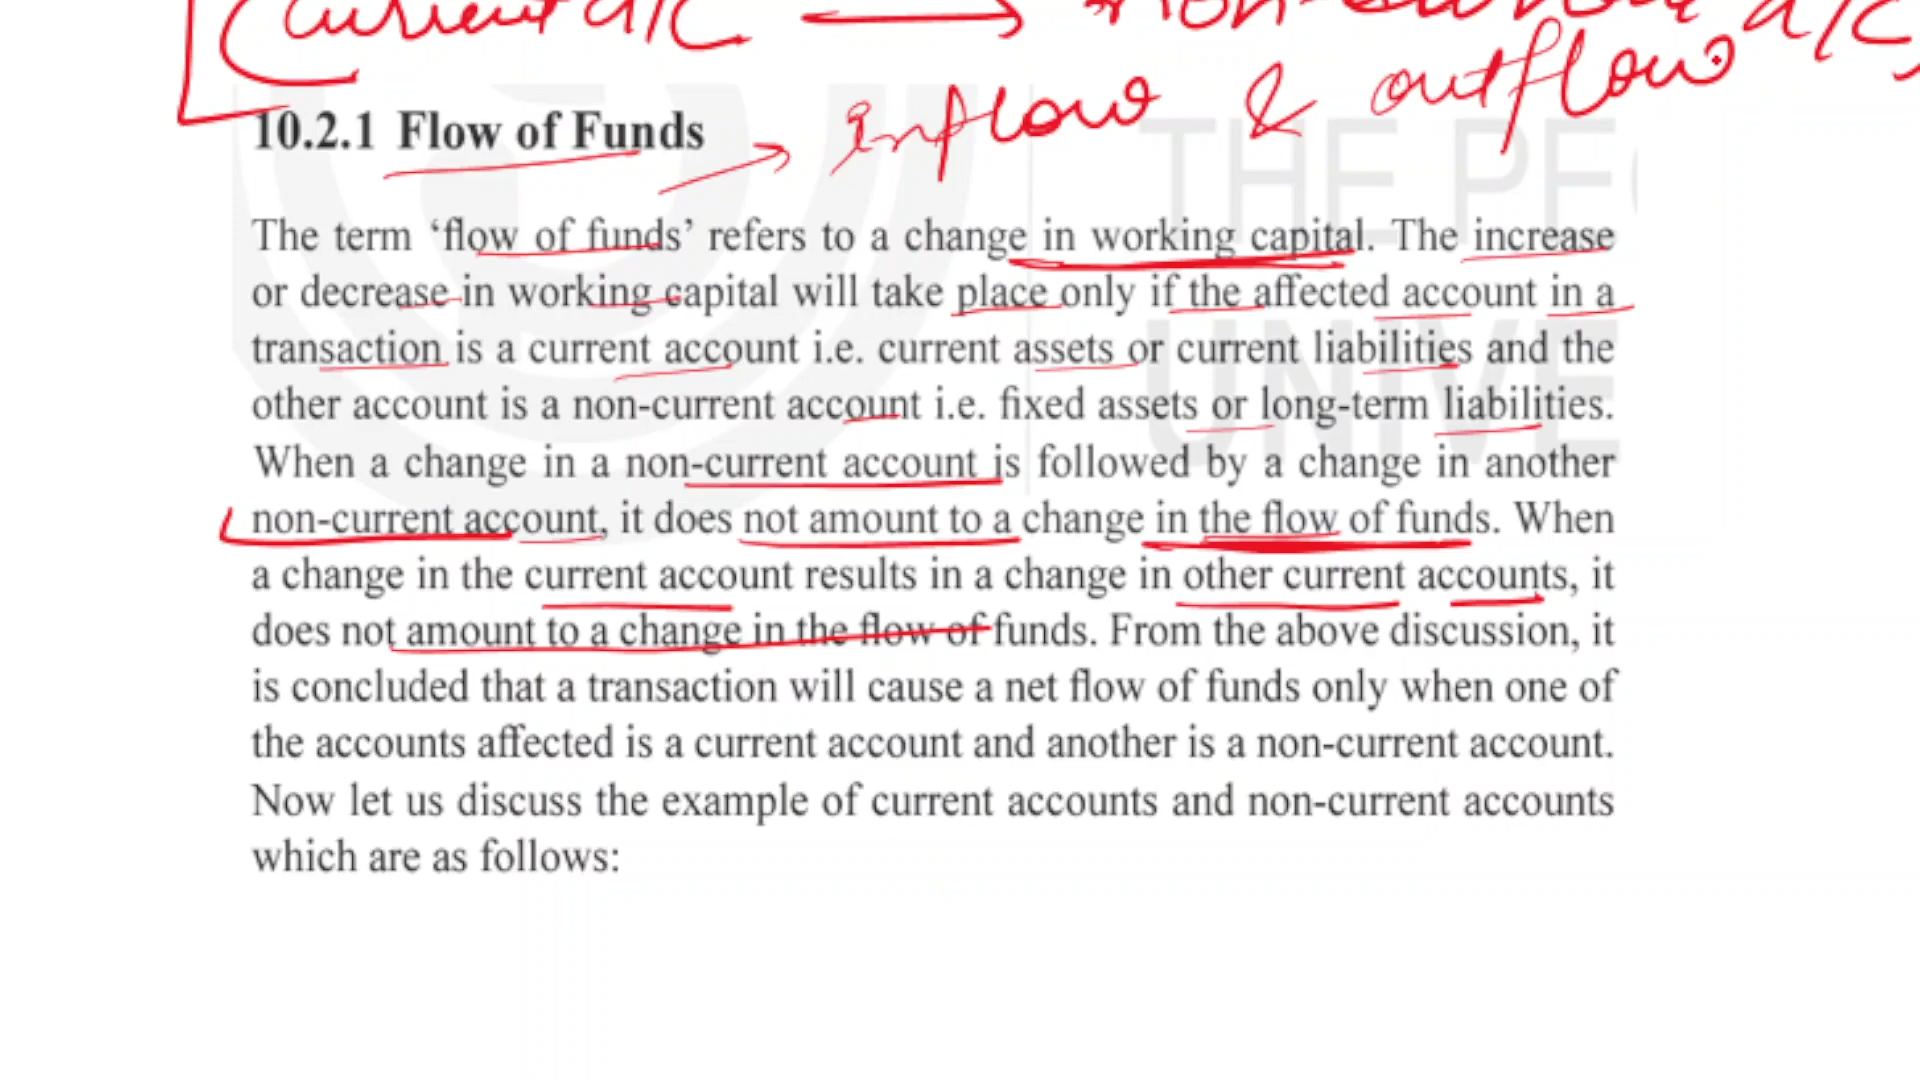 Current a/c → non-current a/c
inflow & outflow
10.2.1 Flow of Funds
THE PE
UNIVE
The term ‘flow of funds’ refers to a change in working capital. The increase
or decrease in working capital will take place only if the affected account in a
transaction is a current account i.e. current assets or current liabilities and the
other account is a non-current account i.e. fixed assets or long-term liabilities.
When a change in a non-current account is followed by a change in another
non-current account, it does not amount to a change in the flow of funds. When
a change in the current account results in a change in other current accounts, it
does not amount to a change in the flow of funds. From the above discussion, it
is concluded that a transaction will cause a net flow of funds only when one of
the accounts affected is a current account and another is a non-current account.
Now let us discuss the example of current accounts and non-current accounts
which are as follows: